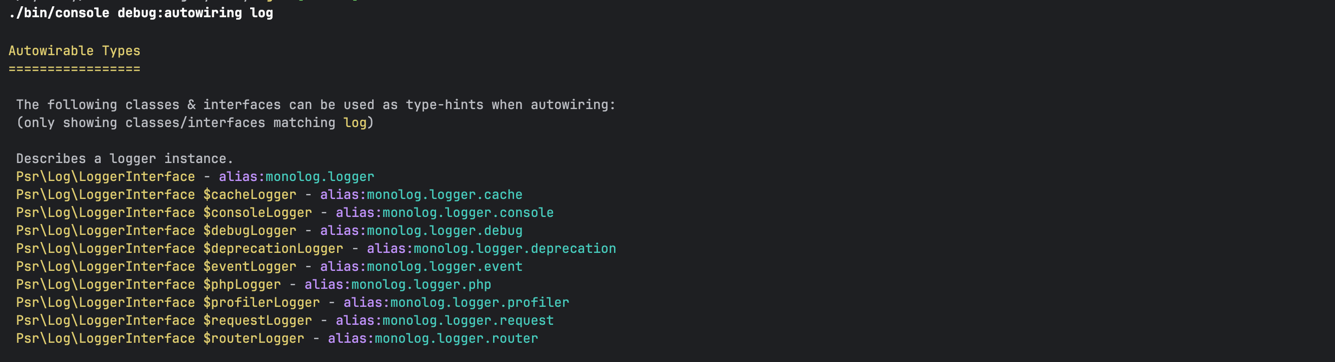 ./bin/console debug:autowiring log
Autowirable Types
=================
The following classes & interfaces can be used as type-hints when autowiring:
(only showing classes/interfaces matching log)
Describes a logger instance.
Psr\Log\LoggerInterface - alias:monolog.logger
Psr\Log\LoggerInterface $cacheLogger - alias:monolog.logger.cache
Psr\Log\LoggerInterface $consoleLogger - alias:monolog.logger.console
Psr\Log\LoggerInterface $debugLogger - alias:monolog.logger.debug
Psr\Log\LoggerInterface $deprecationLogger - alias:monolog.logger.deprecation
Psr\Log\LoggerInterface $eventLogger - alias:monolog.logger.event
Psr\Log\LoggerInterface $phpLogger - alias:monolog.logger.php
Psr\Log\LoggerInterface $profilerLogger - alias:monolog.logger.profiler
Psr\Log\LoggerInterface $requestLogger - alias:monolog.logger.request
Psr\Log\LoggerInterface $routerLogger - alias:monolog.logger.router